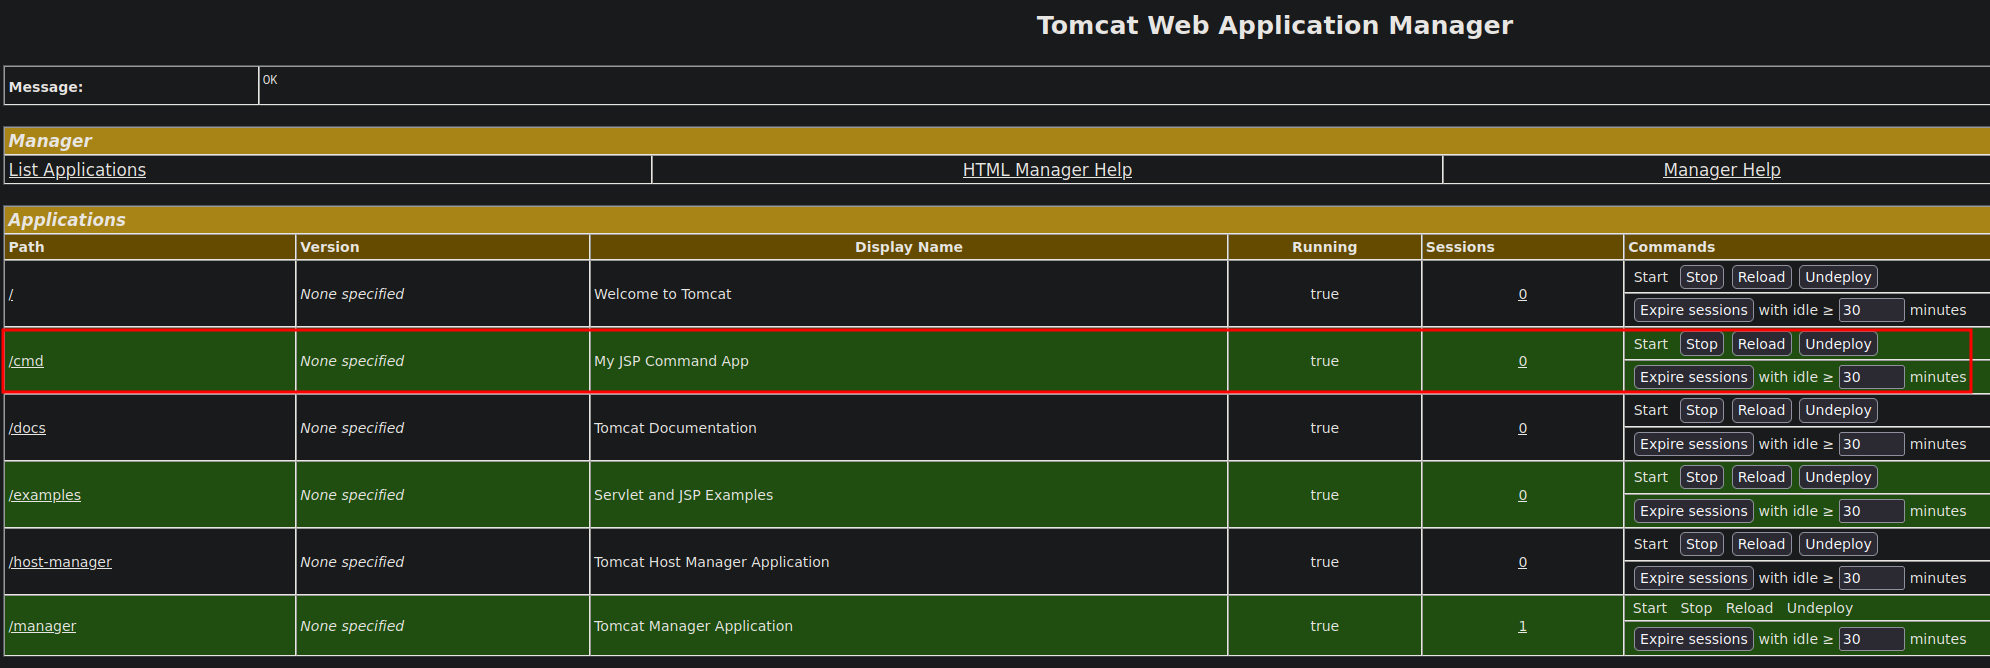 Tomcat Web Application Manager
Message: OK
Manager
List Applications HTML Manager Help Manager Help
Applications
Path Version Display Name Running Sessions Commands
/ None specified Welcome to Tomcat true 0 Start Stop Reload Undeploy
Expire sessions with idle ≥ 30 minutes
/cmd None specified My JSP Command App true 0 Start Stop Reload Undeploy
Expire sessions with idle ≥ 30 minutes
/docs None specified Tomcat Documentation true 0 Start Stop Reload Undeploy
Expire sessions with idle ≥ 30 minutes
/examples None specified Servlet and JSP Examples true 0 Start Stop Reload Undeploy
Expire sessions with idle ≥ 30 minutes
/host-manager None specified Tomcat Host Manager Application true 0 Start Stop Reload Undeploy
Expire sessions with idle ≥ 30 minutes
/manager None specified Tomcat Manager Application true 1 Start Stop Reload Undeploy
Expire sessions with idle ≥ 30 minutes